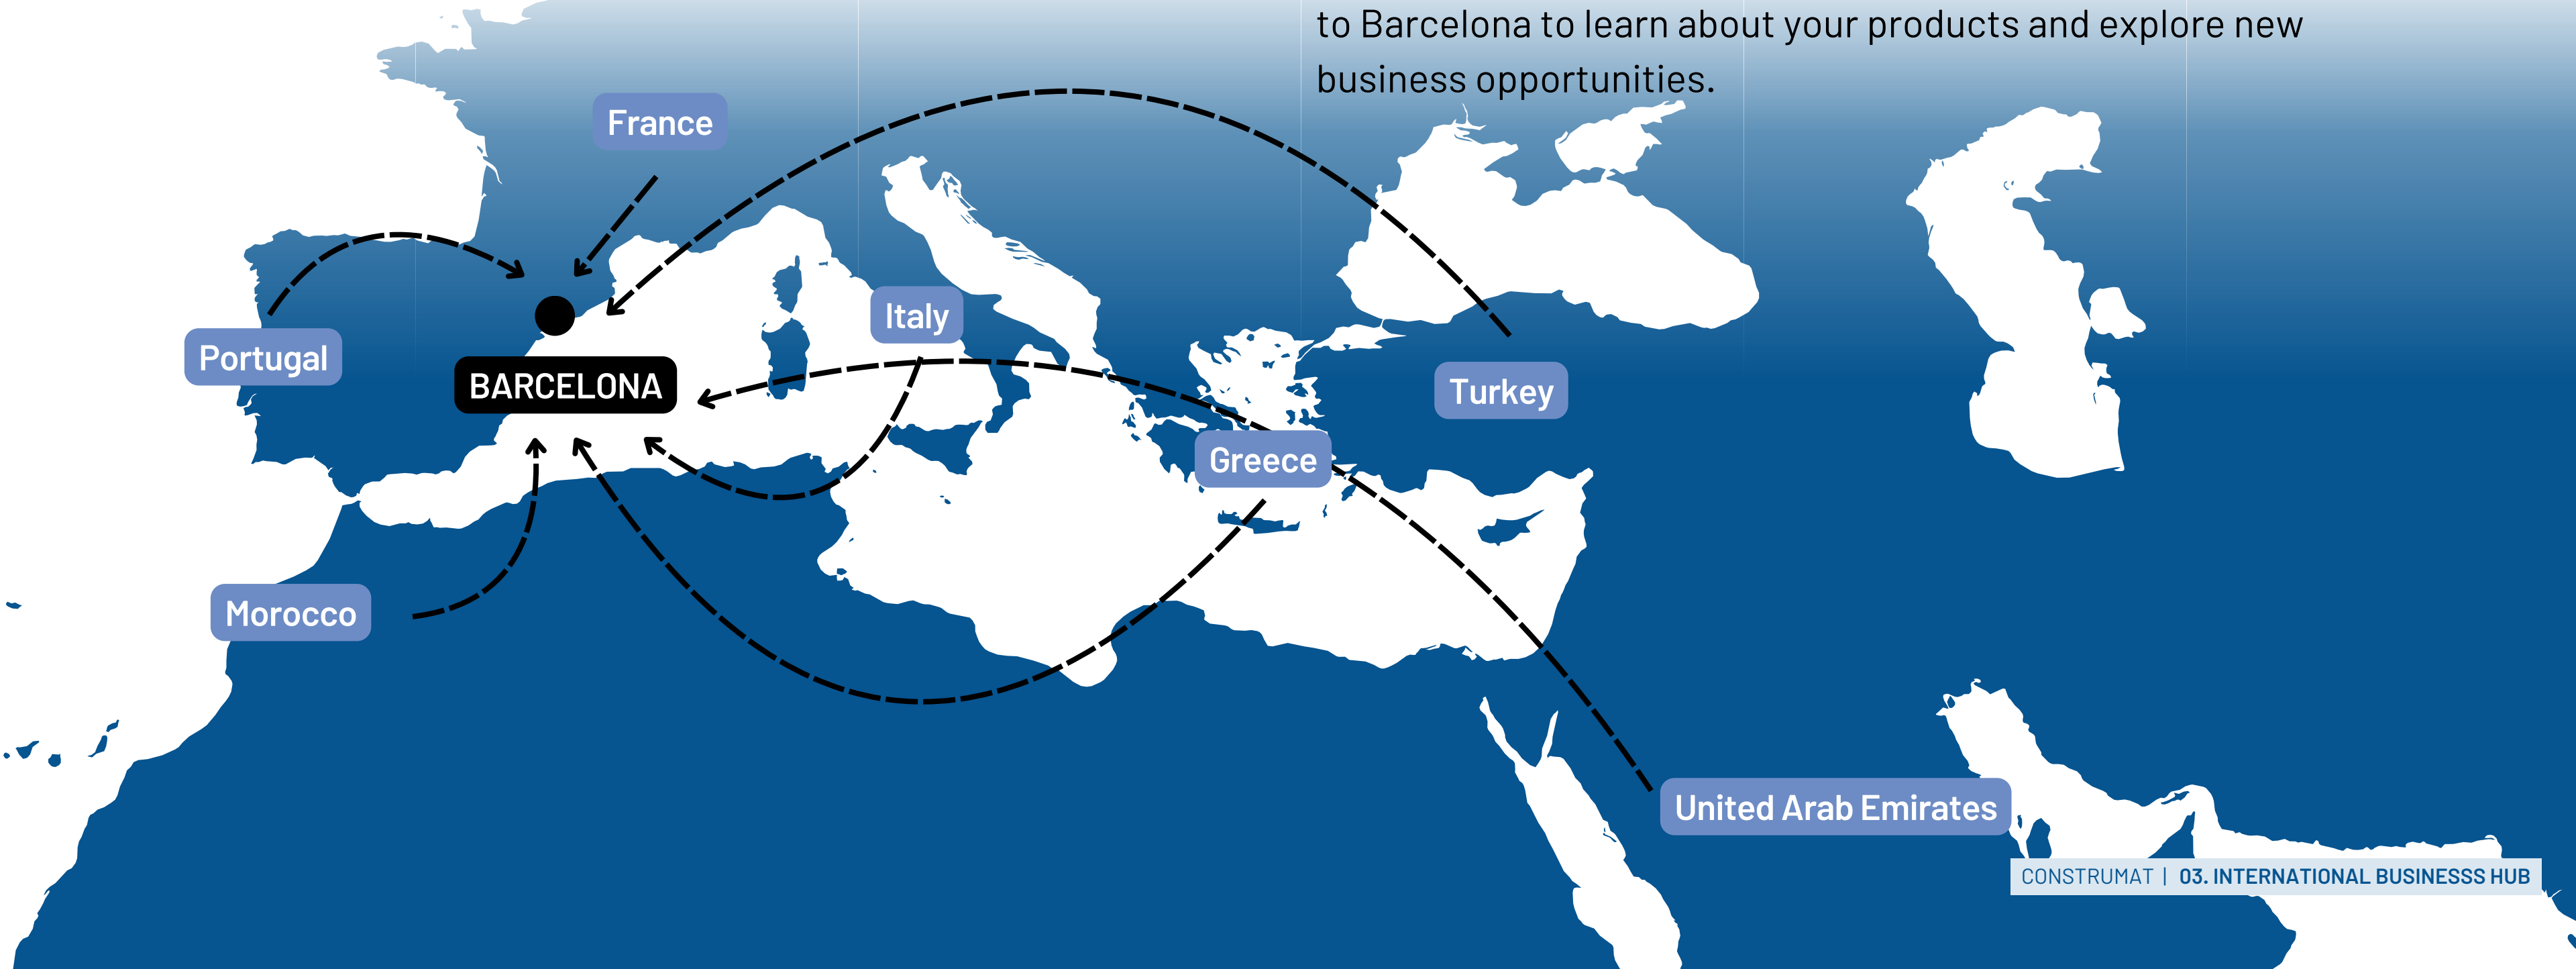 to Barcelona to learn about your products and explore new
business opportunities.
France
Italy
Portugal
BARCELONA
Turkey
Greece
Morocco
United Arab Emirates
CONSTRUMAT | 03. INTERNATIONAL BUSINESSS HUB